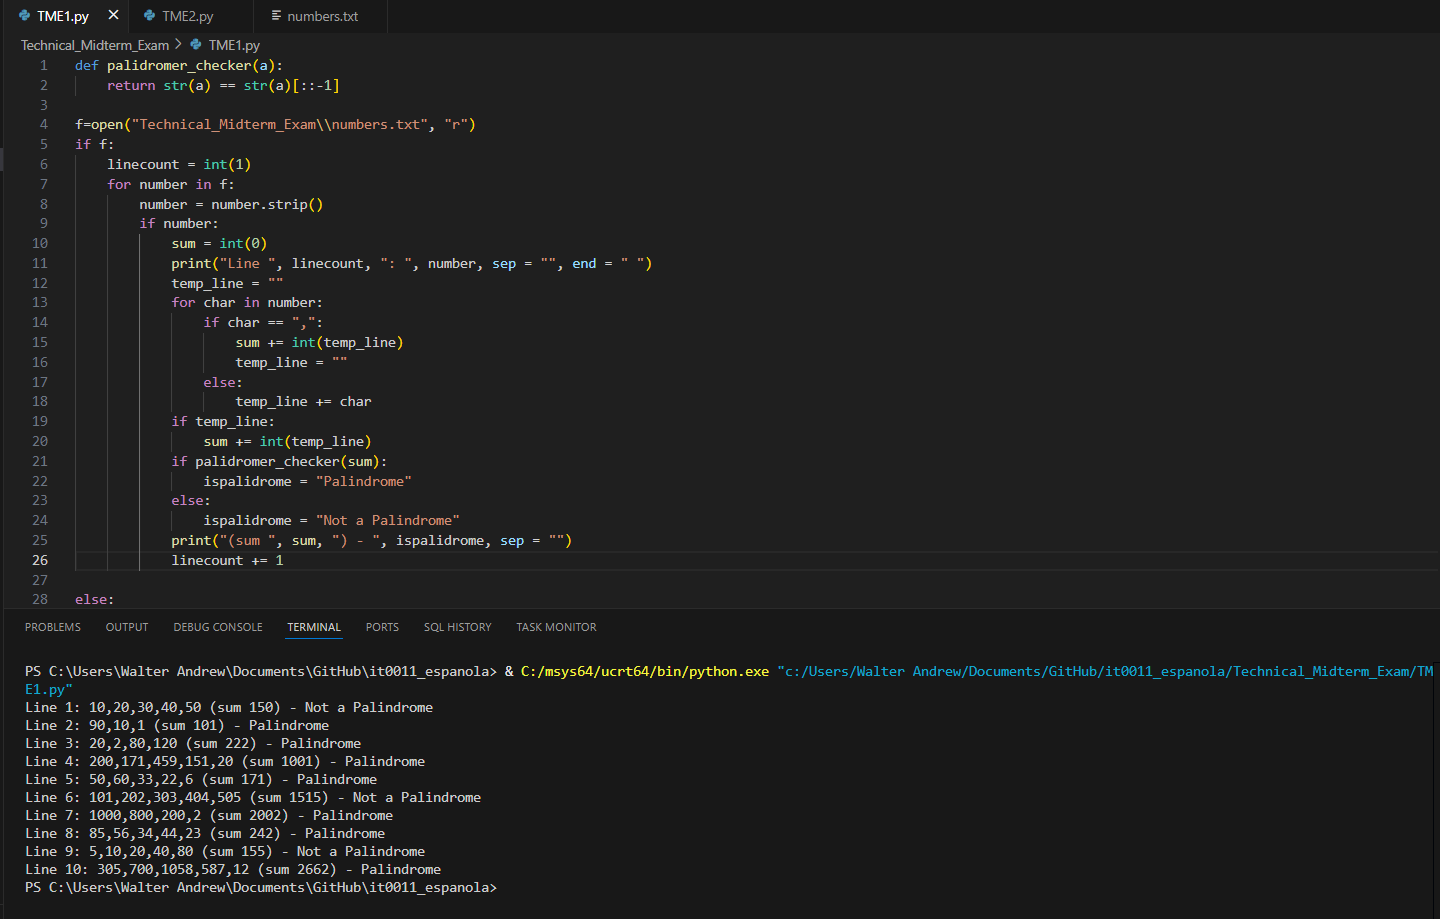 TME1.py × TME2.py numbers.txt
Technical_Midterm_Exam > TME1.py
1 def palidromer_checker(a):
2     return str(a) == str(a)[::-1]
3
4 f=open("Technical_Midterm_Exam\\numbers.txt", "r")
5 if f:
6     linecount = int(1)
7     for number in f:
8         number = number.strip()
9         if number:
10             sum = int(0)
11             print("Line ", linecount, ": ", number, sep = "", end = " ")
12             temp_line = ""
13             for char in number:
14                 if char == ",":
15                     sum += int(temp_line)
16                     temp_line = ""
17                 else:
18                     temp_line += char
19             if temp_line:
20                 sum += int(temp_line)
21             if palidromer_checker(sum):
22                 ispalidrome = "Palindrome"
23             else:
24                 ispalidrome = "Not a Palindrome"
25             print("(sum ", sum, ") - ", ispalidrome, sep = "")
26             linecount += 1
27
28 else:
PROBLEMS OUTPUT DEBUG CONSOLE TERMINAL PORTS SQL HISTORY TASK MONITOR
PS C:\Users\Walter Andrew\Documents\GitHub\it0011_espanola> & C:/msys64/ucrt64/bin/python.exe "c:/Users/Walter Andrew/Documents/GitHub/it0011_espanola/Technical_Midterm_Exam/TM
E1.py"
Line 1: 10,20,30,40,50 (sum 150) - Not a Palindrome
Line 2: 90,10,1 (sum 101) - Palindrome
Line 3: 20,2,80,120 (sum 222) - Palindrome
Line 4: 200,171,459,151,20 (sum 1001) - Palindrome
Line 5: 50,60,33,22,6 (sum 171) - Palindrome
Line 6: 101,202,303,404,505 (sum 1515) - Not a Palindrome
Line 7: 1000,800,200,2 (sum 2002) - Palindrome
Line 8: 85,56,34,44,23 (sum 242) - Palindrome
Line 9: 5,10,20,40,80 (sum 155) - Not a Palindrome
Line 10: 305,700,1058,587,12 (sum 2662) - Palindrome
PS C:\Users\Walter Andrew\Documents\GitHub\it0011_espanola>